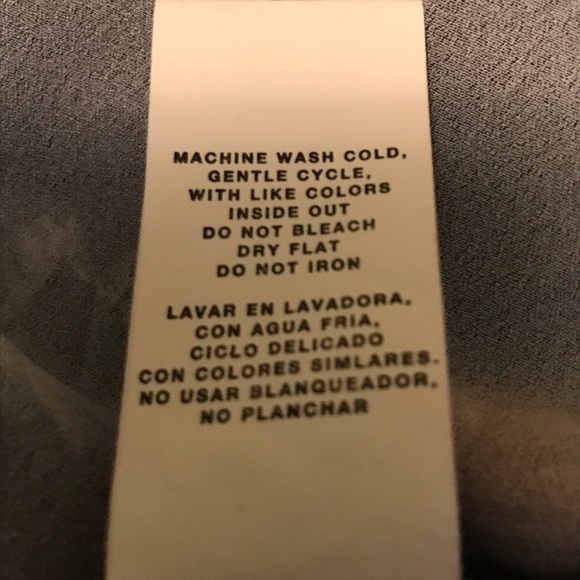 MACHINE WASH COLD,
GENTLE CYCLE,
WITH LIKE COLORS
INSIDE OUT
DO NOT BLEACH
DRY FLAT
DO NOT IRON
LAVAR EN LAVADORA,
CON AGUA FRIA,
CICLO DELICADO
CON COLORES SIMLARES.
NO USAR BLANQUEADOR,
NO PLANCHAR